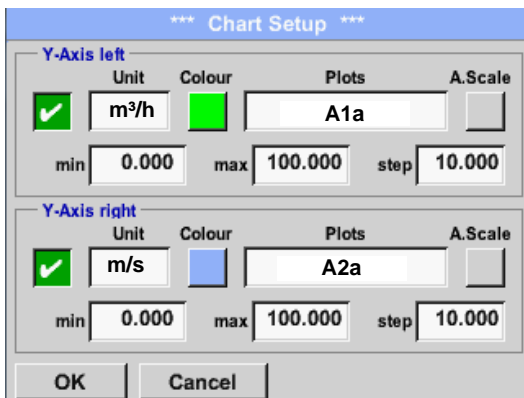 *** Chart Setup ***
Y-Axis left
Unit Colour Plots A.Scale
m³/h A1a
min 0.000 max 100.000 step 10.000
Y-Axis right
Unit Colour Plots A.Scale
m/s A2a
min 0.000 max 100.000 step 10.000
OK Cancel